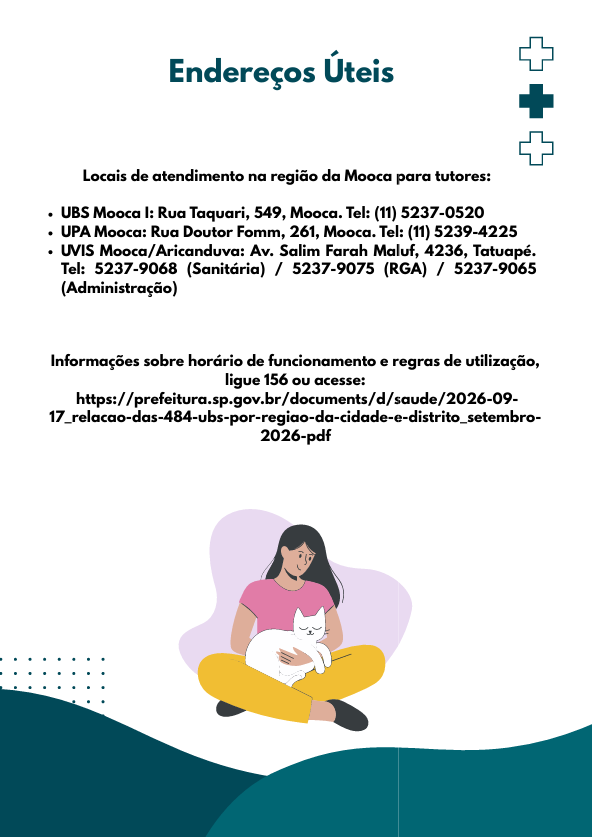 Endereços Úteis
Locais de atendimento na região da Mooca para tutores:
• UBS Mooca I: Rua Taquari, 549, Mooca. Tel: (11) 5237-0520
• UPA Mooca: Rua Doutor Fomm, 261, Mooca. Tel: (11) 5239-4225
• UVIS Mooca/Aricanduva: Av. Salim Farah Maluf, 4236, Tatuapé.
Tel: 5237-9068 (Sanitária) / 5237-9075 (RGA) / 5237-9065
(Administração)
Informações sobre horário de funcionamento e regras de utilização,
ligue 156 ou acesse:
https://prefeitura.sp.gov.br/documents/d/saude/2026-09-
17_relacao-das-484-ubs-por-regiao-da-cidade-e-distrito_setembro-
2026-pdf